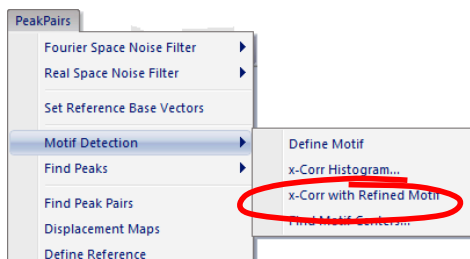 PeakPairs
Fourier Space Noise Filter
Real Space Noise Filter
Set Reference Base Vectors
Motif Detection
Find Peaks
Find Peak Pairs
Displacement Maps
Define Reference
Define Motif
x-Corr Histogram...
x-Corr with Refined Motif
Find Motif Centers...